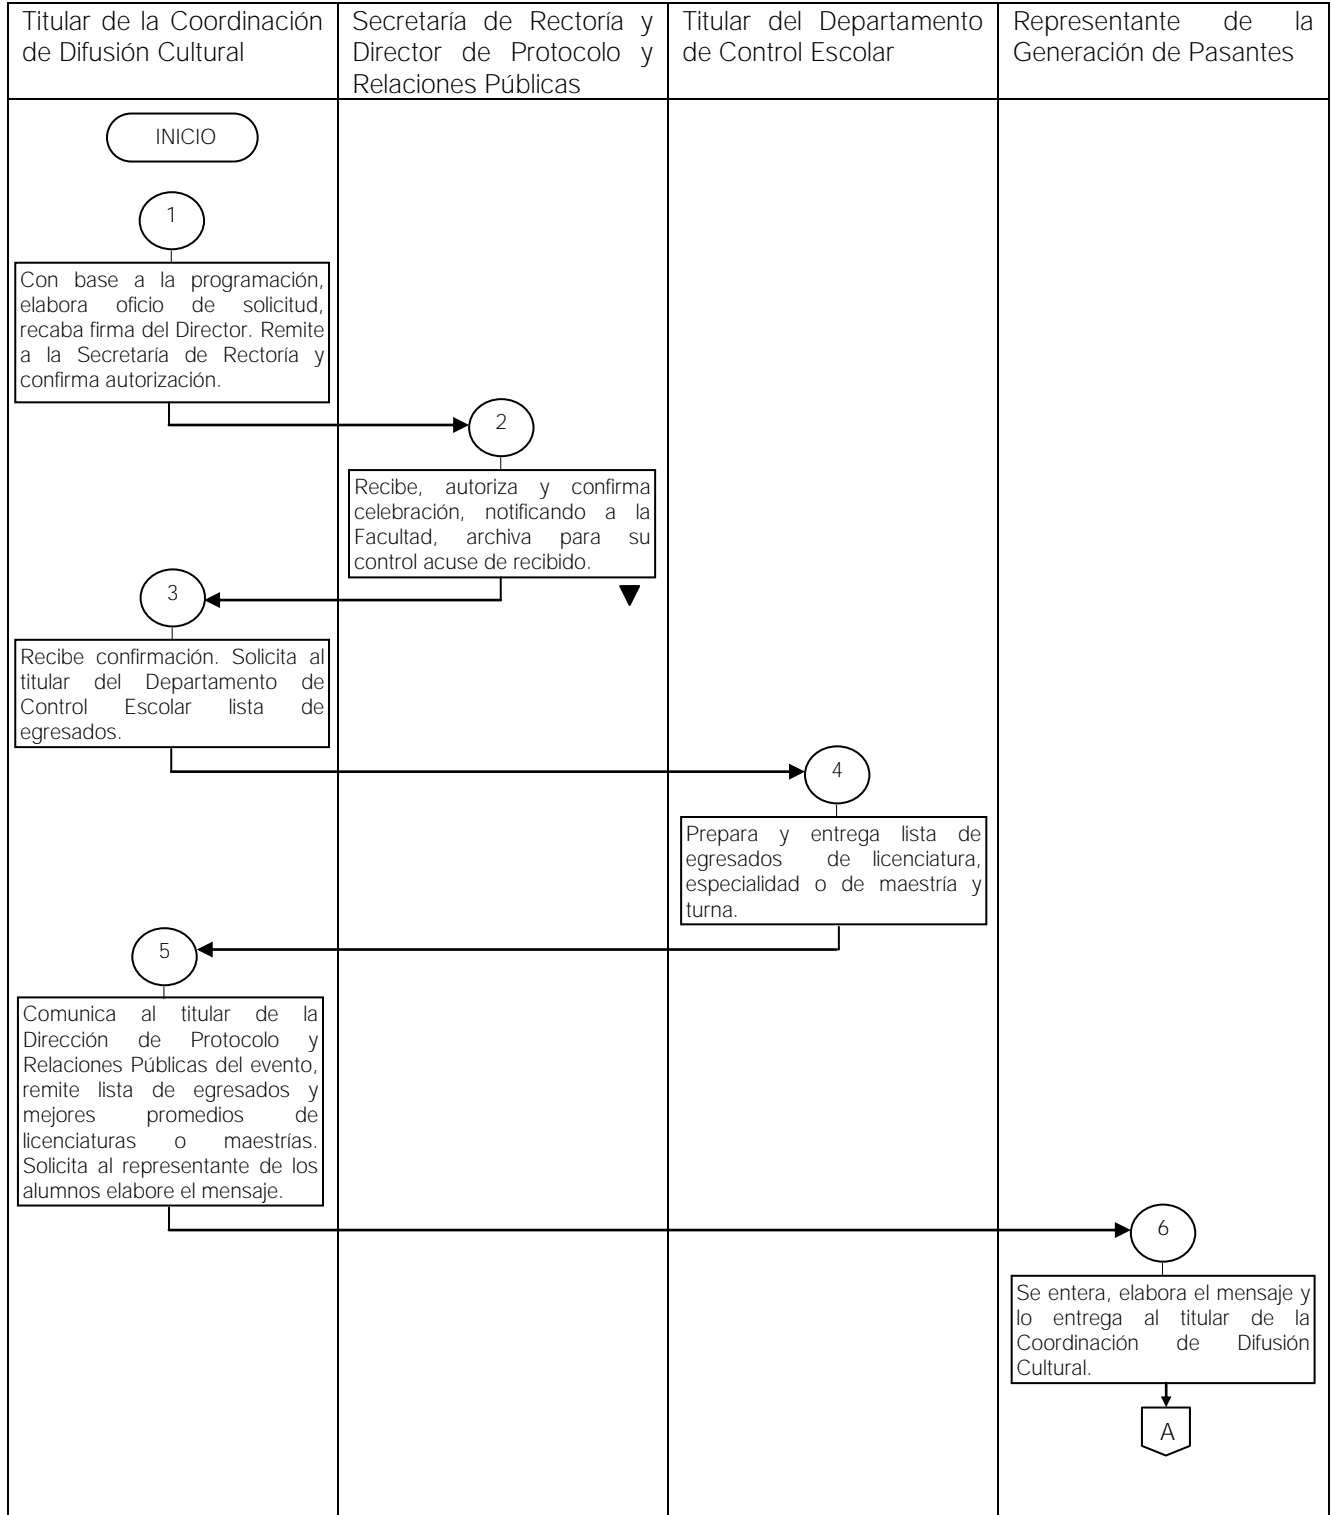 Titular de la Coordinación
de Difusión Cultural
Secretaría de Rectoría y
Director de Protocolo y
Relaciones Públicas
Titular del Departamento
de Control Escolar
Representante de la
Generación de Pasantes
INICIO
1
Con base a la programación,
elabora oficio de solicitud,
recaba firma del Director. Remite
a la Secretaría de Rectoría y
confirma autorización.
2
Recibe, autoriza y confirma
celebración, notificando a la
Facultad, archiva para su
control acuse de recibido.
3
Recibe confirmación. Solicita al
titular del Departamento de
Control Escolar lista de
egresados.
4
Prepara y entrega lista de
egresados de licenciatura,
especialidad o de maestría y
turna.
5
Comunica al titular de la
Dirección de Protocolo y
Relaciones Públicas del evento,
remite lista de egresados y
mejores promedios de
licenciaturas o maestrías.
Solicita al representante de los
alumnos elabore el mensaje.
6
Se entera, elabora el mensaje y
lo entrega al titular de la
Coordinación de Difusión
Cultural.
A